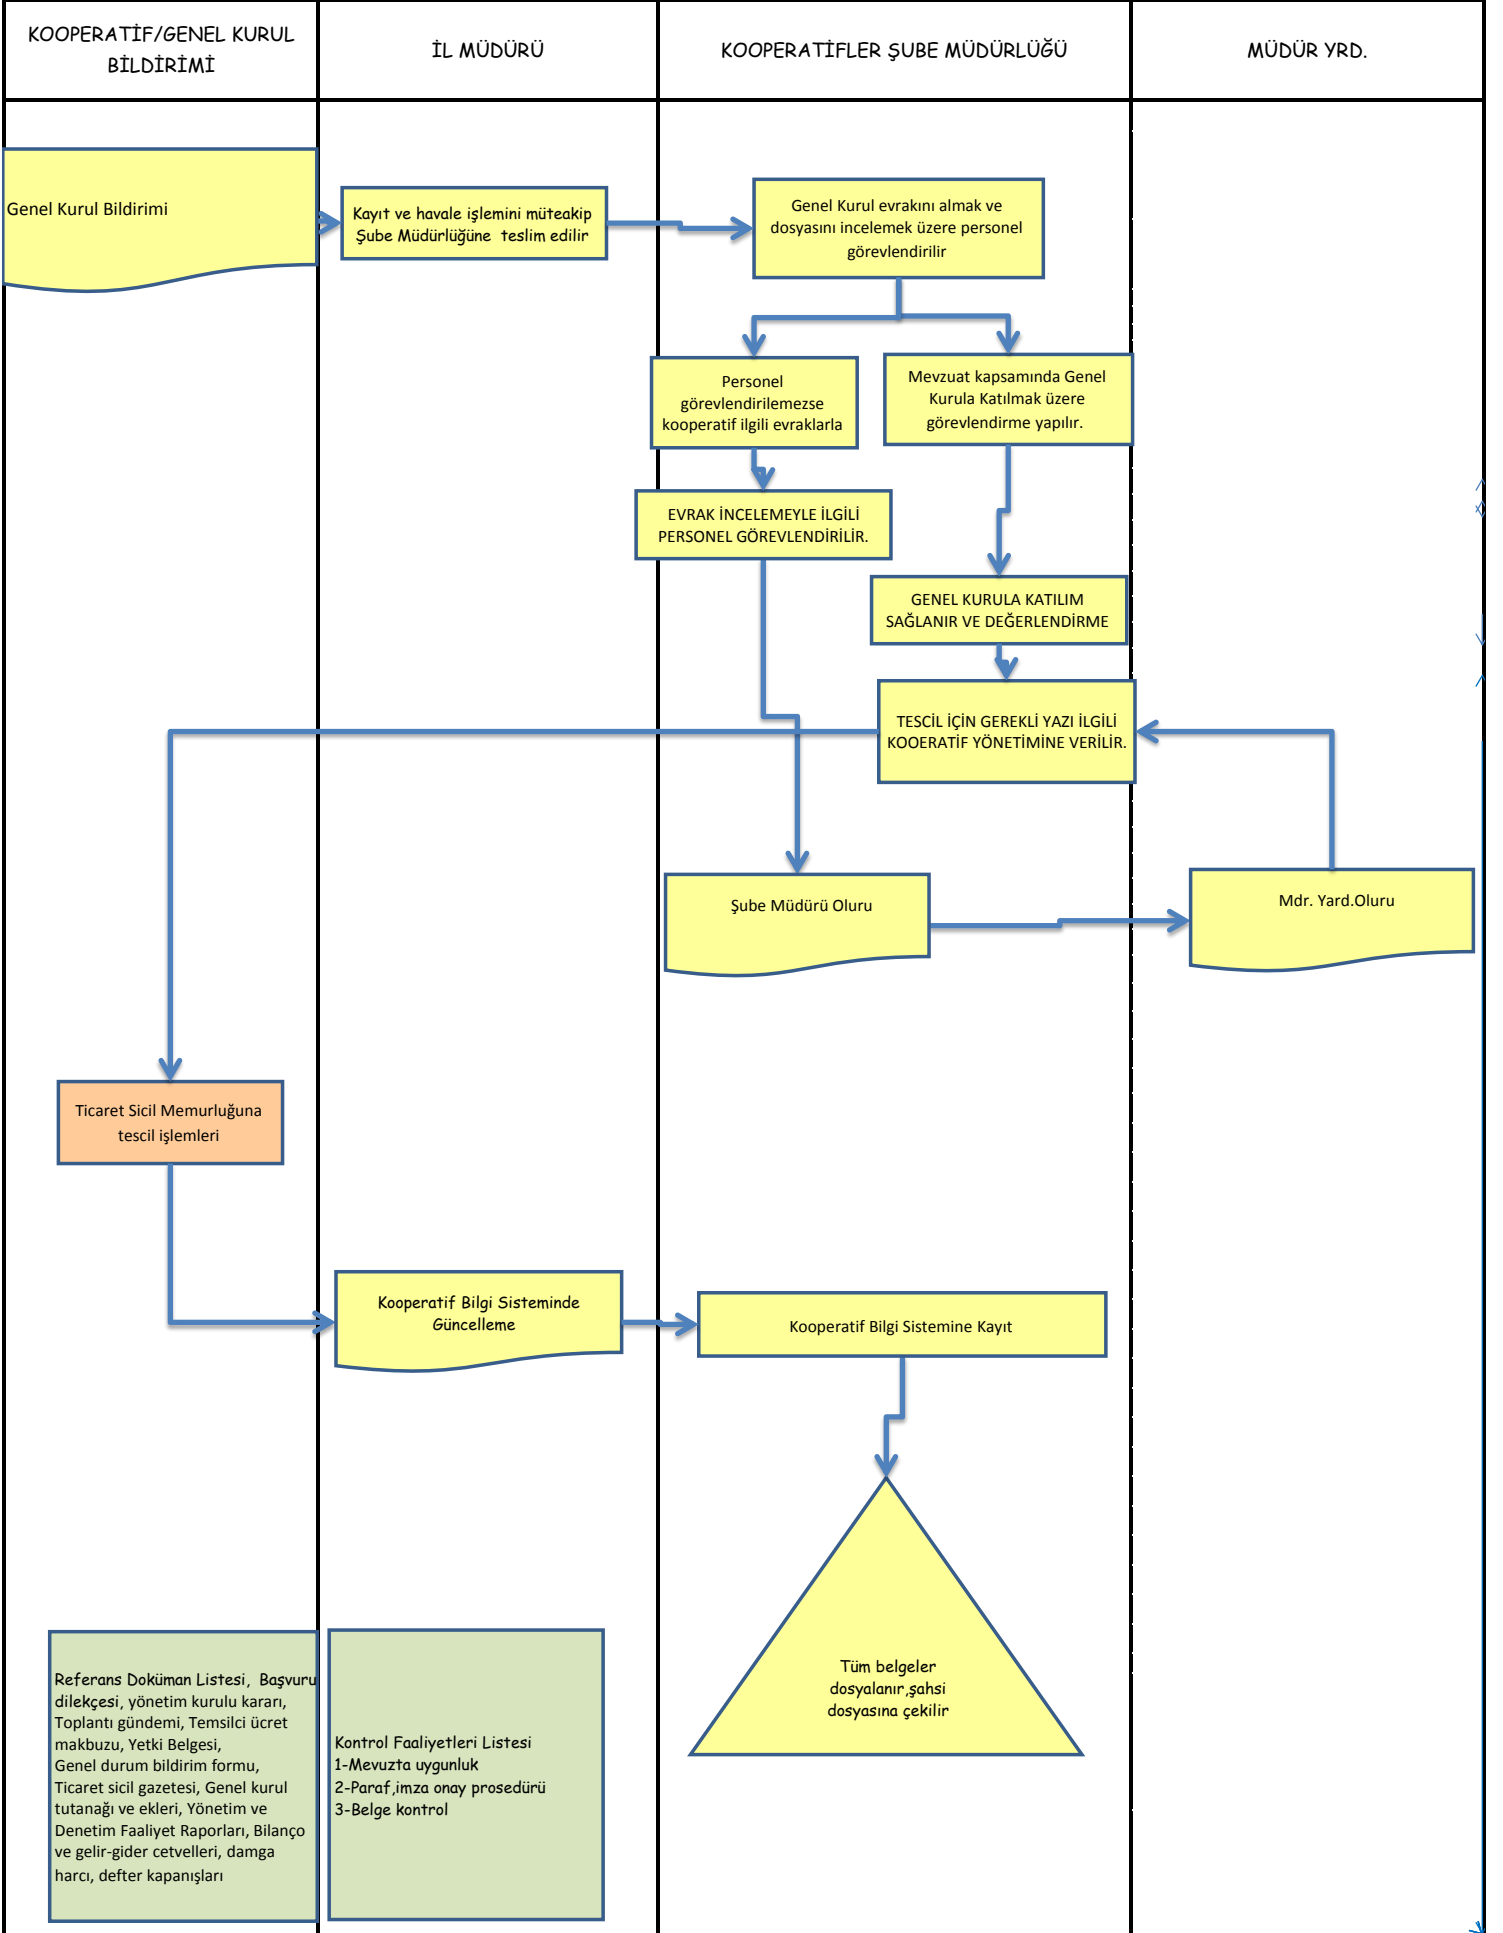 KOOPERATİF/GENEL KURUL
BİLDİRİMİ
İL MÜDÜRÜ
KOOPERATİFLER ŞUBE MÜDÜRLÜĞÜ
MÜDÜR YRD.
Genel Kurul Bildirimi
Kayıt ve havale işlemini müteakip
Şube Müdürlüğüne teslim edilir
Genel Kurul evrakını almak ve
dosyasını incelemek üzere personel
görevlendirilir
Personel
görevlendirilemezse
kooperatif ilgili evraklarla
Mevzuat kapsamında Genel
Kurula Katılmak üzere
görevlendirme yapılır.
EVRAK İNCELEMEYLE İLGİLİ
PERSONEL GÖREVLENDİRİLİR.
GENEL KURULA KATILIM
SAĞLANIR VE DEĞERLENDİRME
TESCİL İÇİN GEREKLİ YAZI İLGİLİ
KOOERATİF YÖNETİMİNE VERİLİR.
Şube Müdürü Oluru
Mdr. Yard.Oluru
Ticaret Sicil Memurluğuna
tescil işlemleri
Kooperatif Bilgi Sisteminde
Güncelleme
Kooperatif Bilgi Sistemine Kayıt
Tüm belgeler
dosyalanır,şahsi
dosyasına çekilir
Referans Doküman Listesi, Başvuru
dilekçesi, yönetim kurulu kararı,
Toplantı gündemi, Temsilci ücret
makbuzu, Yetki Belgesi,
Genel durum bildirim formu,
Ticaret sicil gazetesi, Genel kurul
tutanağı ve ekleri, Yönetim ve
Denetim Faaliyet Raporları, Bilanço
ve gelir-gider cetvelleri, damga
harcı, defter kapanışları
Kontrol Faaliyetleri Listesi
1-Mevuzta uygunluk
2-Paraf,imza onay prosedürü
3-Belge kontrol